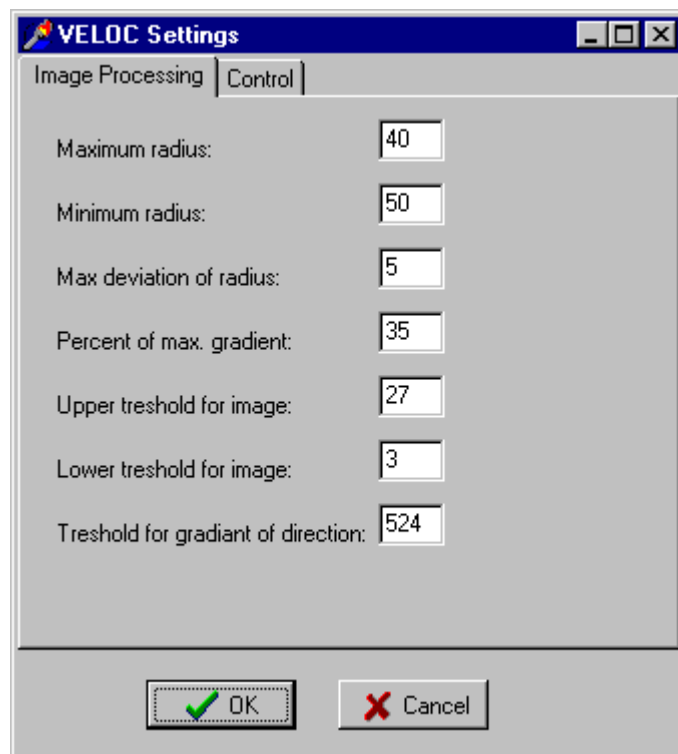 VELOC Settings
Image Processing Control
Maximum radius: 40
Minimum radius: 50
Max deviation of radius: 5
Percent of max. gradient: 35
Upper treshold for image: 27
Lower treshold for image: 3
Treshold for gradiant of direction: 524
OK Cancel